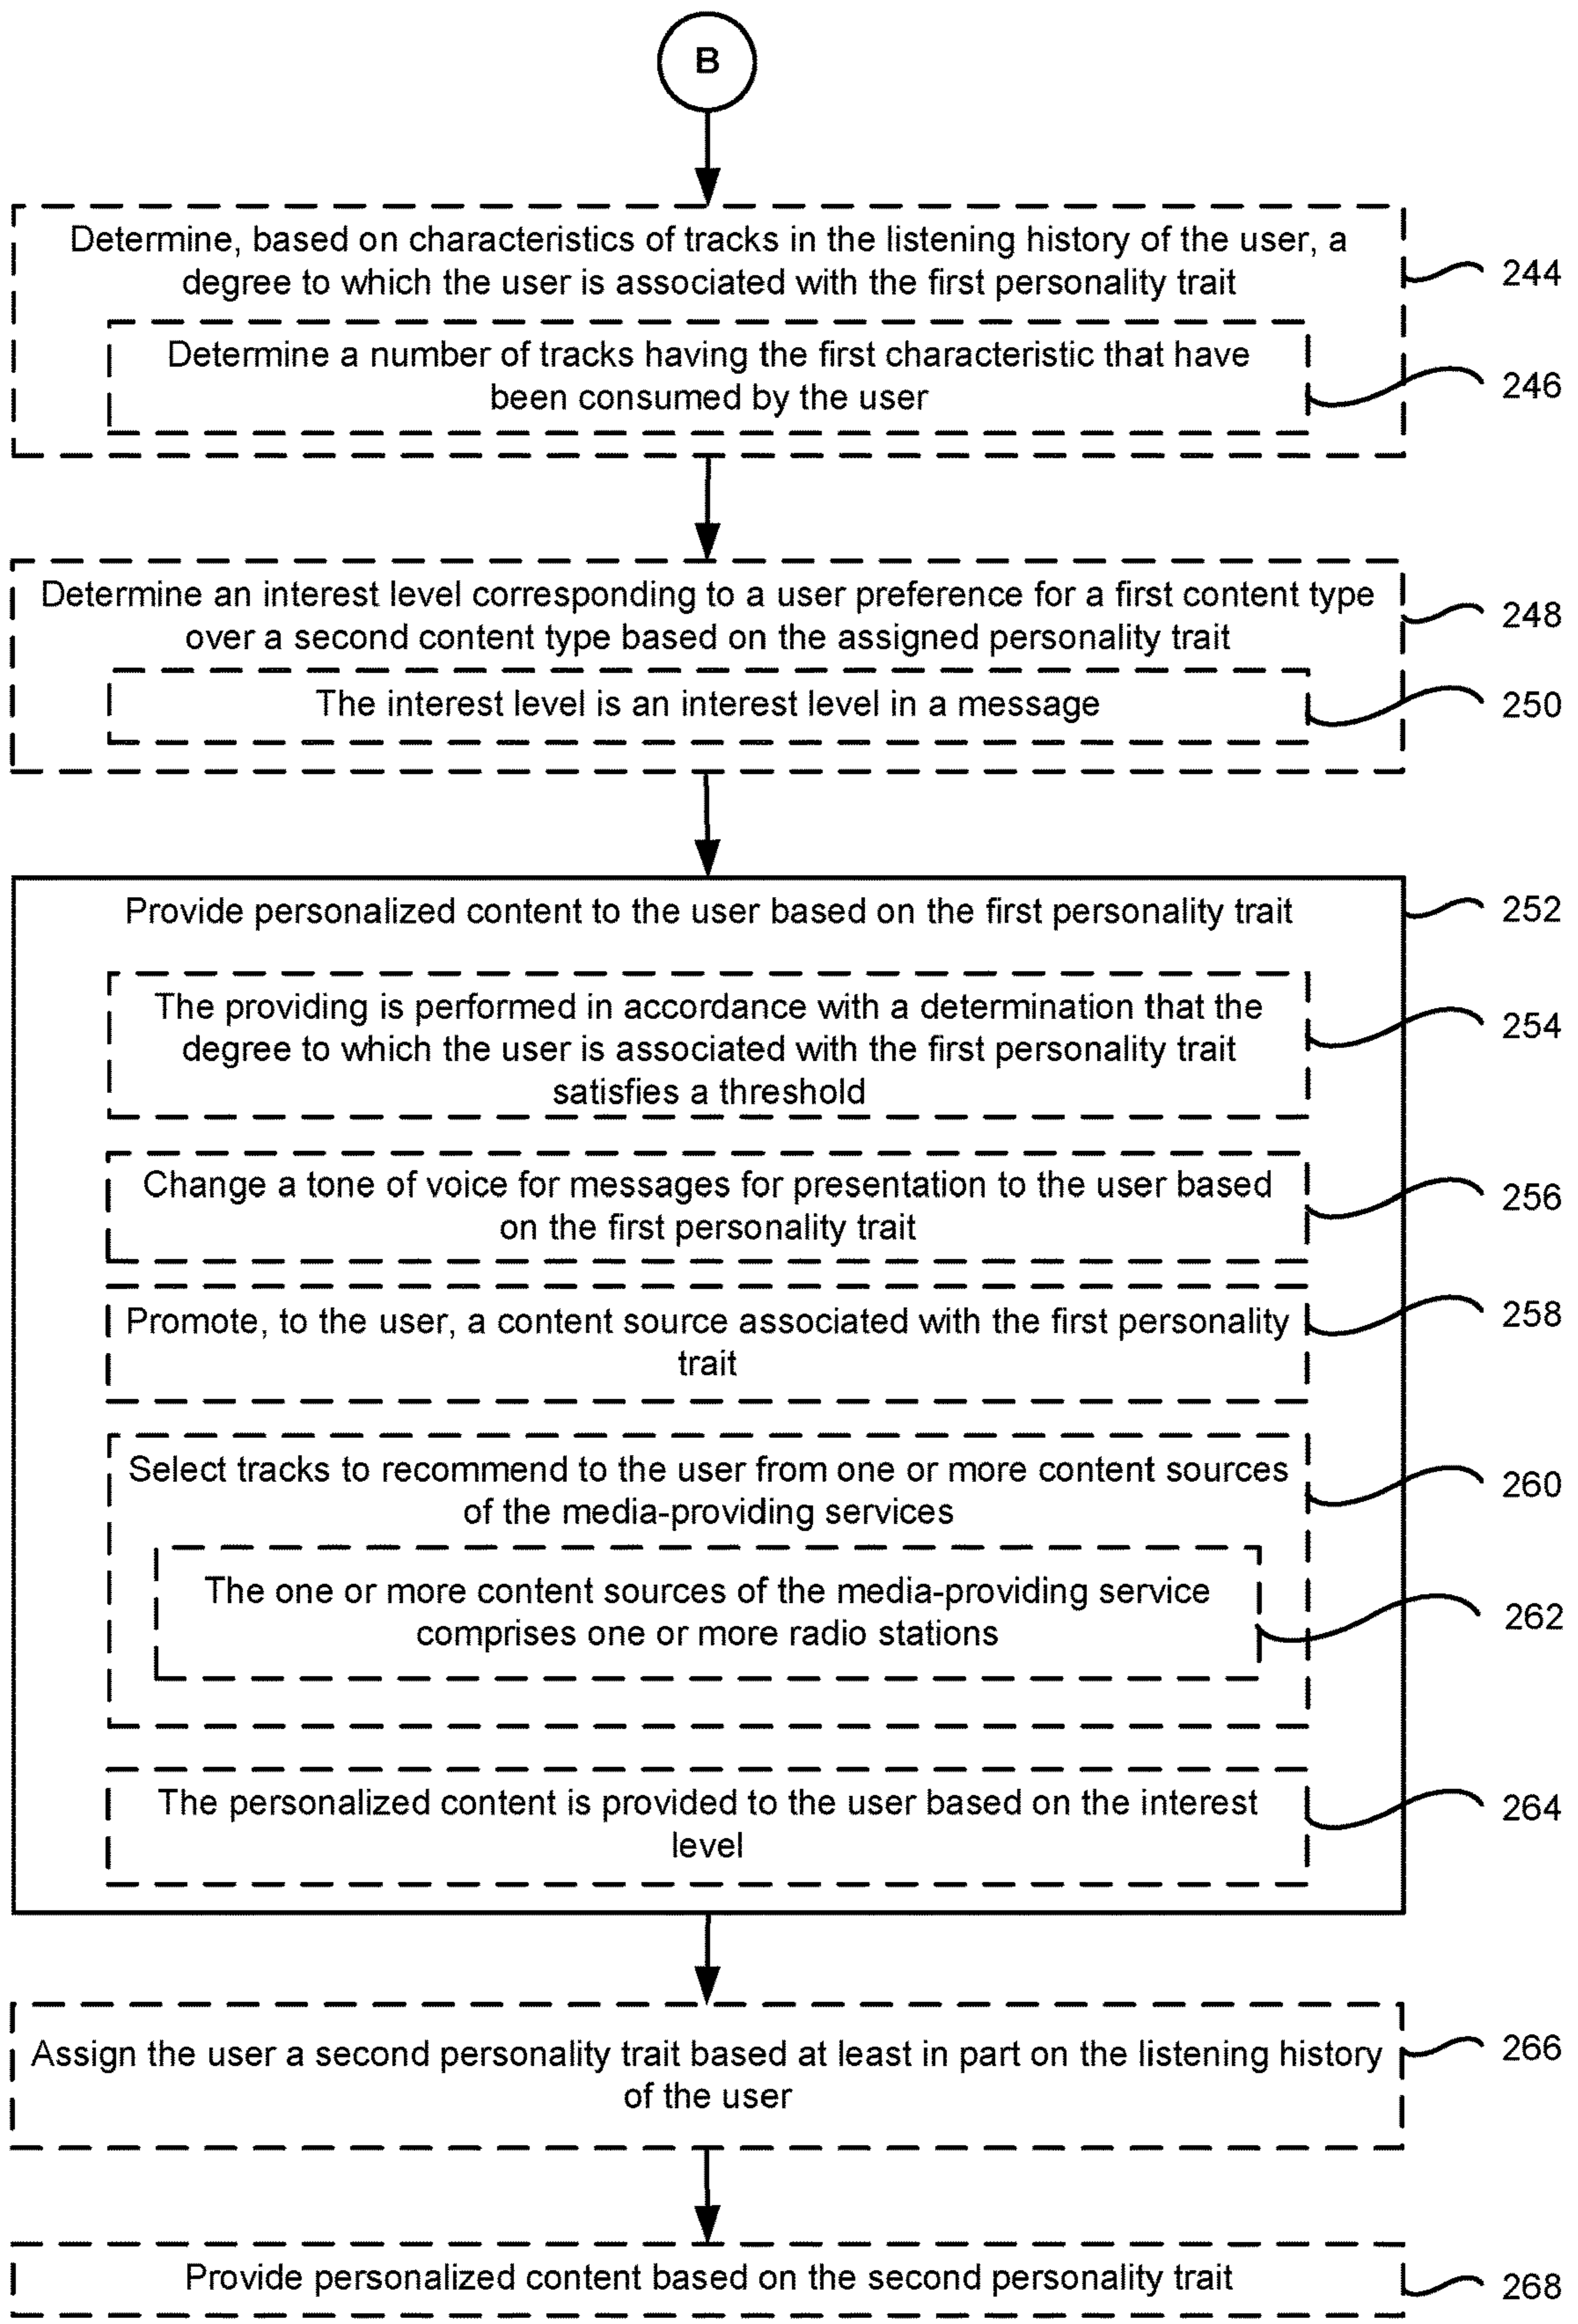 B
Determine, based on characteristics of tracks in the listening history of the user, a
degree to which the user is associated with the first personality trait
244
Determine a number of tracks having the first characteristic that have
been consumed by the user
246
Determine an interest level corresponding to a user preference for a first content type
over a second content type based on the assigned personality trait
248
The interest level is an interest level in a message
250
Provide personalized content to the user based on the first personality trait
252
The providing is performed in accordance with a determination that the
degree to which the user is associated with the first personality trait
satisfies a threshold
254
Change a tone of voice for messages for presentation to the user based
on the first personality trait
256
Promote, to the user, a content source associated with the first personality
trait
258
Select tracks to recommend to the user from one or more content sources
of the media-providing services
260
The one or more content sources of the media-providing service
comprises one or more radio stations
262
The personalized content is provided to the user based on the interest
level
264
Assign the user a second personality trait based at least in part on the listening history
of the user
266
Provide personalized content based on the second personality trait
268